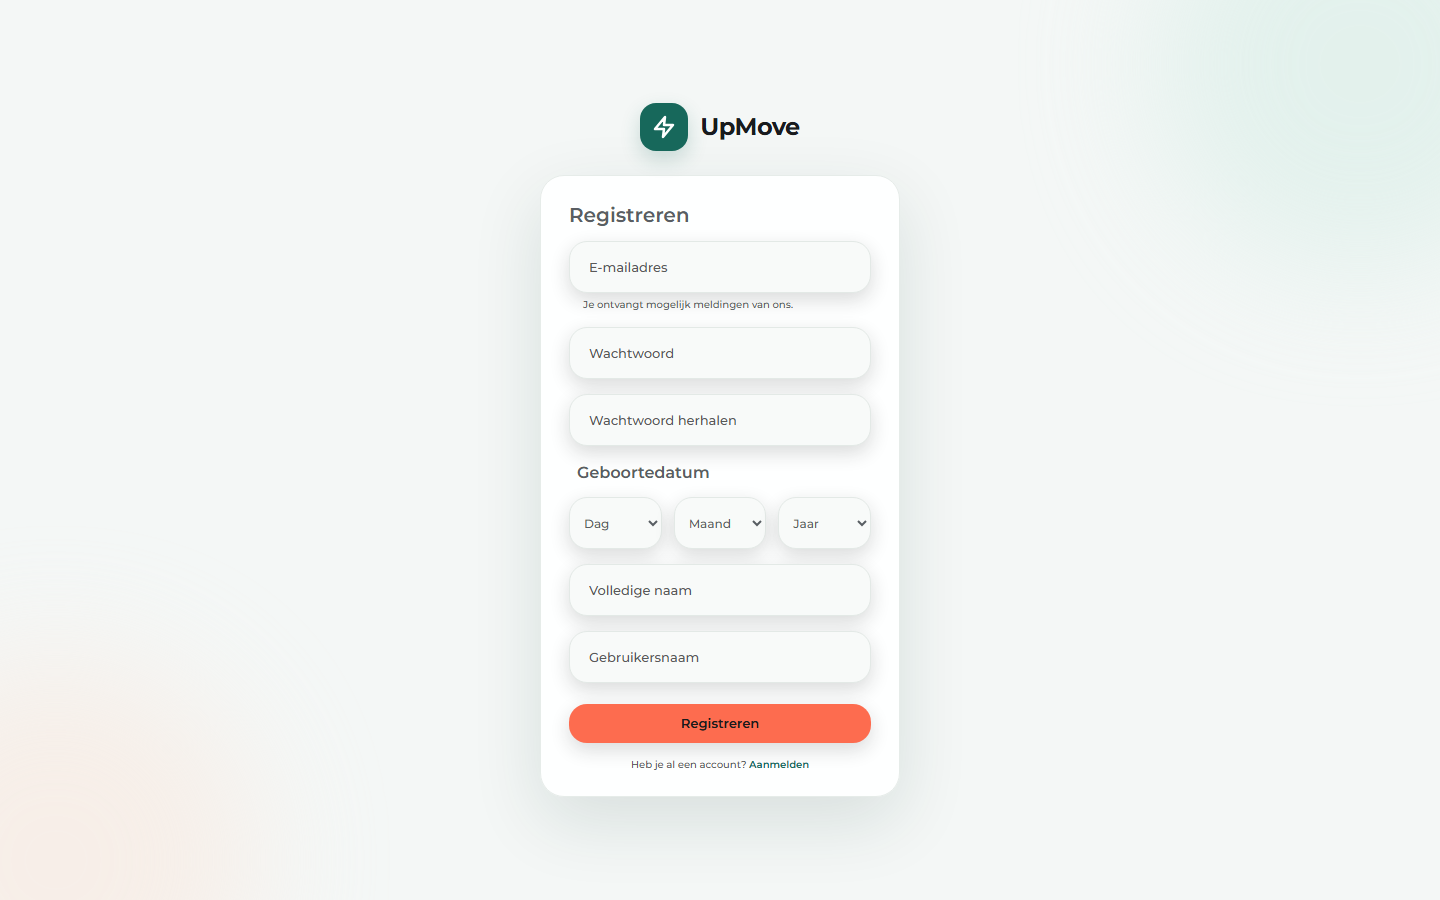 UpMove
Registreren
E-mailadres
Je ontvangt mogelijk meldingen van ons.
Wachtwoord
Wachtwoord herhalen
Geboortedatum
Dag Maand Jaar
Volledige naam
Gebruikersnaam
Registreren
Heb je al een account? Aanmelden